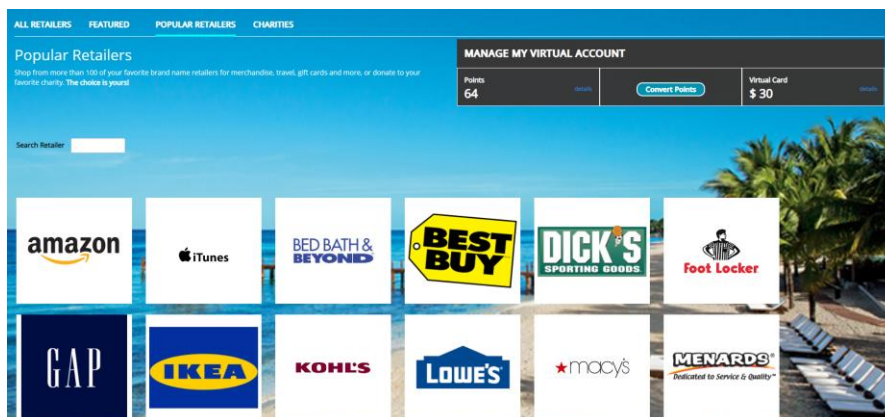 ALL RETAILERS FEATURED POPULAR RETAILERS CHARITIES
Popular Retailers
Shop from more than 100 of your favorite brand name retailers for merchandise, travel, gift cards and more, or donate to your
favorite charity. The choice is yours!
MANAGE MY VIRTUAL ACCOUNT
Points
64
details
Convert Points
Virtual Card
$ 30
details
Search Retailer
amazon
iTunes
BED BATH &
BEYOND
BEST
BUY
DICK'S
SPORTING GOODS
Foot Locker
GAP
IKEA
KOHL'S
LOWE'S
macy's
MENARDS®
Dedicated to Service & Quality™